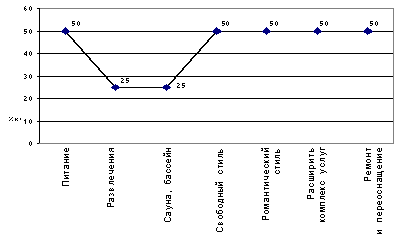 60
50
40
30
20
10
0
50
25
25
50
50
50
50
Питание
Развлечения
Сауна, бассейн
Свободный стиль
Романтический
стиль
Расширить
комплекс услуг
Ремонт
и переоснащение